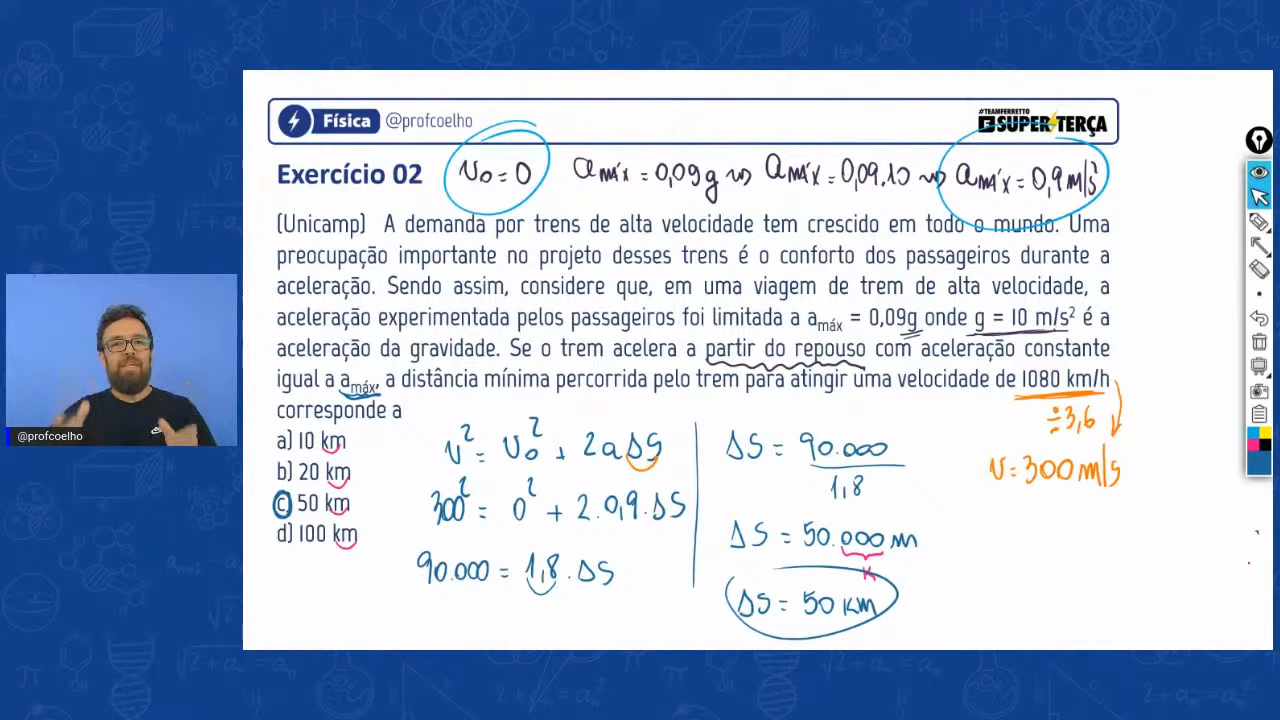 Física @profcoelho
#TEAMFERRETTO
SUPER TERÇA
Exercício 02
v₀ = 0
a máx = 0,09g ⇝ a máx = 0,09.10 ⇝ a máx = 0,9 m/s²
(Unicamp) A demanda por trens de alta velocidade tem crescido em todo o mundo. Uma
preocupação importante no projeto desses trens é o conforto dos passageiros durante a
aceleração. Sendo assim, considere que, em uma viagem de trem de alta velocidade, a
aceleração experimentada pelos passageiros foi limitada a a máx = 0,09g onde g = 10 m/s² é a
aceleração da gravidade. Se o trem acelera a partir do repouso com aceleração constante
igual a a máx, a distância mínima percorrida pelo trem para atingir uma velocidade de 1080 km/h
corresponde a
a) 10 km
b) 20 km
c) 50 km
d) 100 km
v² = v₀² + 2aΔS
300² = 0² + 2.0,9.ΔS
90.000 = 1,8.ΔS
ΔS = 90.000
1,8
ΔS = 50.000 m
K
ΔS = 50 Km
÷3,6
v = 300 m/s
@profcoelho